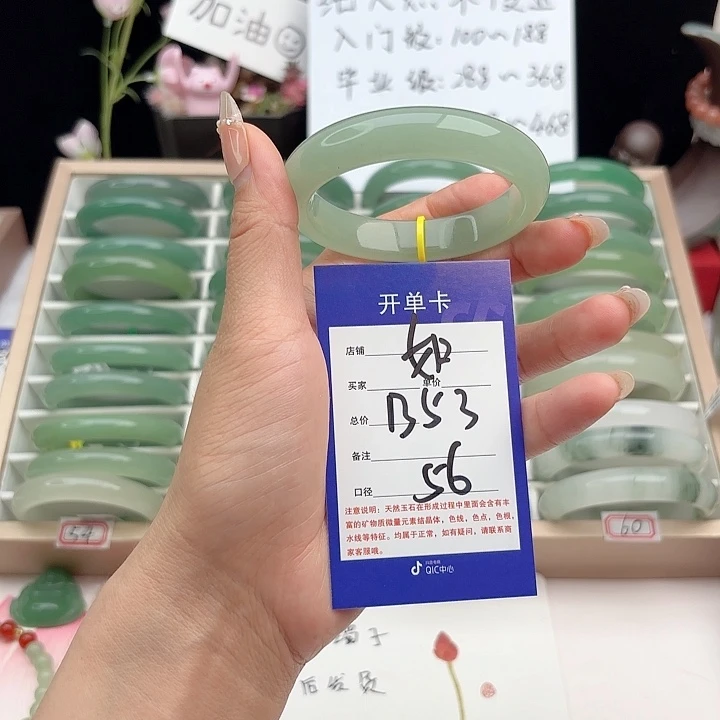 加油
入门级：100~188
毕业级：288~368
~468
开单卡
店铺
如
买家
单价
总价
B53
备注
口径
56
注意说明：天然玉石在形成过程中里面会含有丰
富的矿物质微量元素结晶体，色线，色点，色根，
水线等特征。均属于正常，如有疑问，请联系商
家客服哦。
QIC中心
54
60
后发货